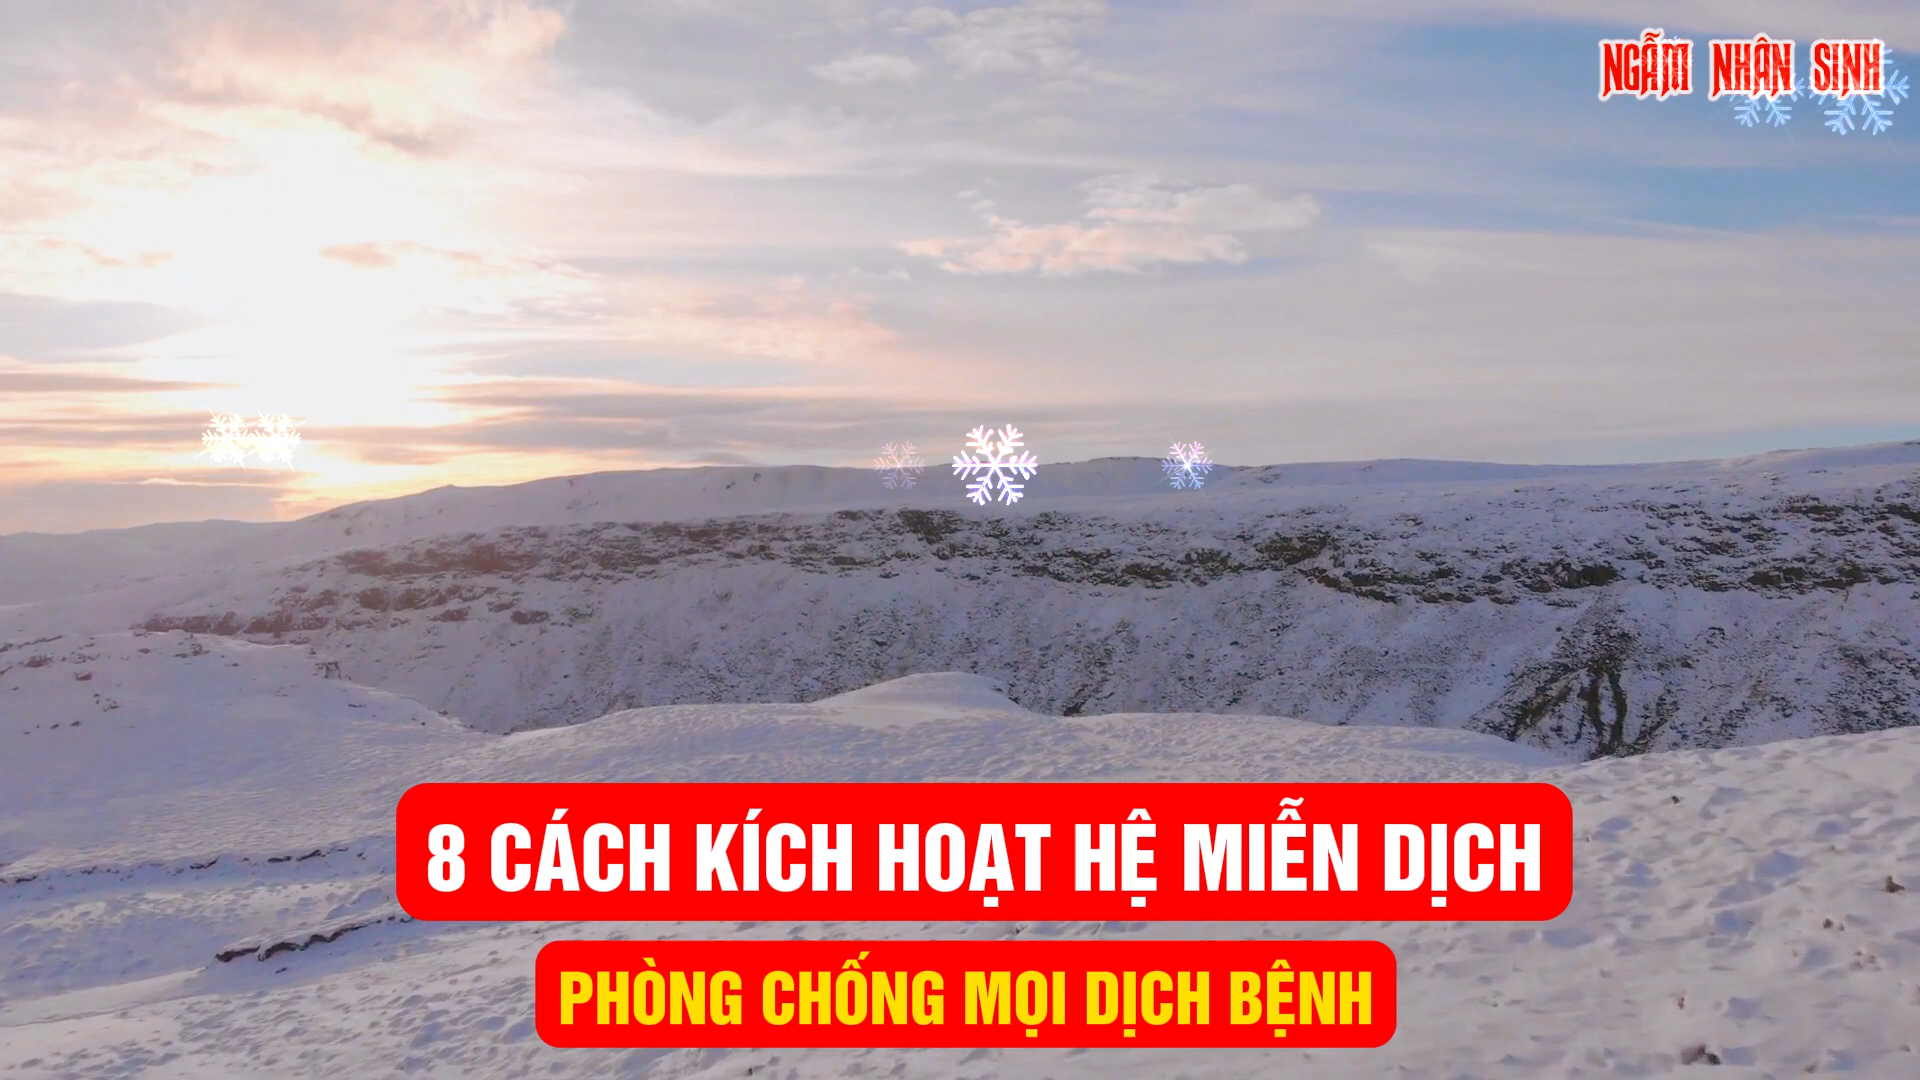 NGẪM NHÂN SINH
8 CÁCH KÍCH HOẠT HỆ MIỄN DỊCH
PHÒNG CHỐNG MỌI DỊCH BỆNH